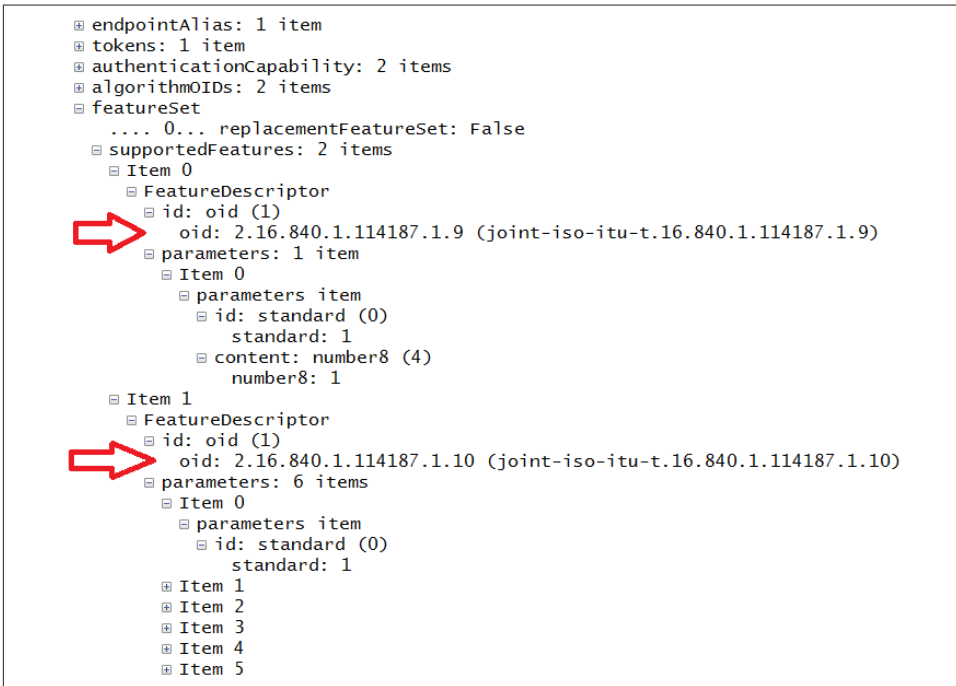 endpointAlias: 1 item
tokens: 1 item
authenticationCapability: 2 items
algorithmOIDs: 2 items
featureSet
.... 0... replacementFeatureSet: False
supportedFeatures: 2 items
Item 0
FeatureDescriptor
id: oid (1)
oid: 2.16.840.1.114187.1.9 (joint-iso-itu-t.16.840.1.114187.1.9)
parameters: 1 item
Item 0
parameters item
id: standard (0)
standard: 1
content: number8 (4)
number8: 1
Item 1
FeatureDescriptor
id: oid (1)
oid: 2.16.840.1.114187.1.10 (joint-iso-itu-t.16.840.1.114187.1.10)
parameters: 6 items
Item 0
parameters item
id: standard (0)
standard: 1
Item 1
Item 2
Item 3
Item 4
Item 5